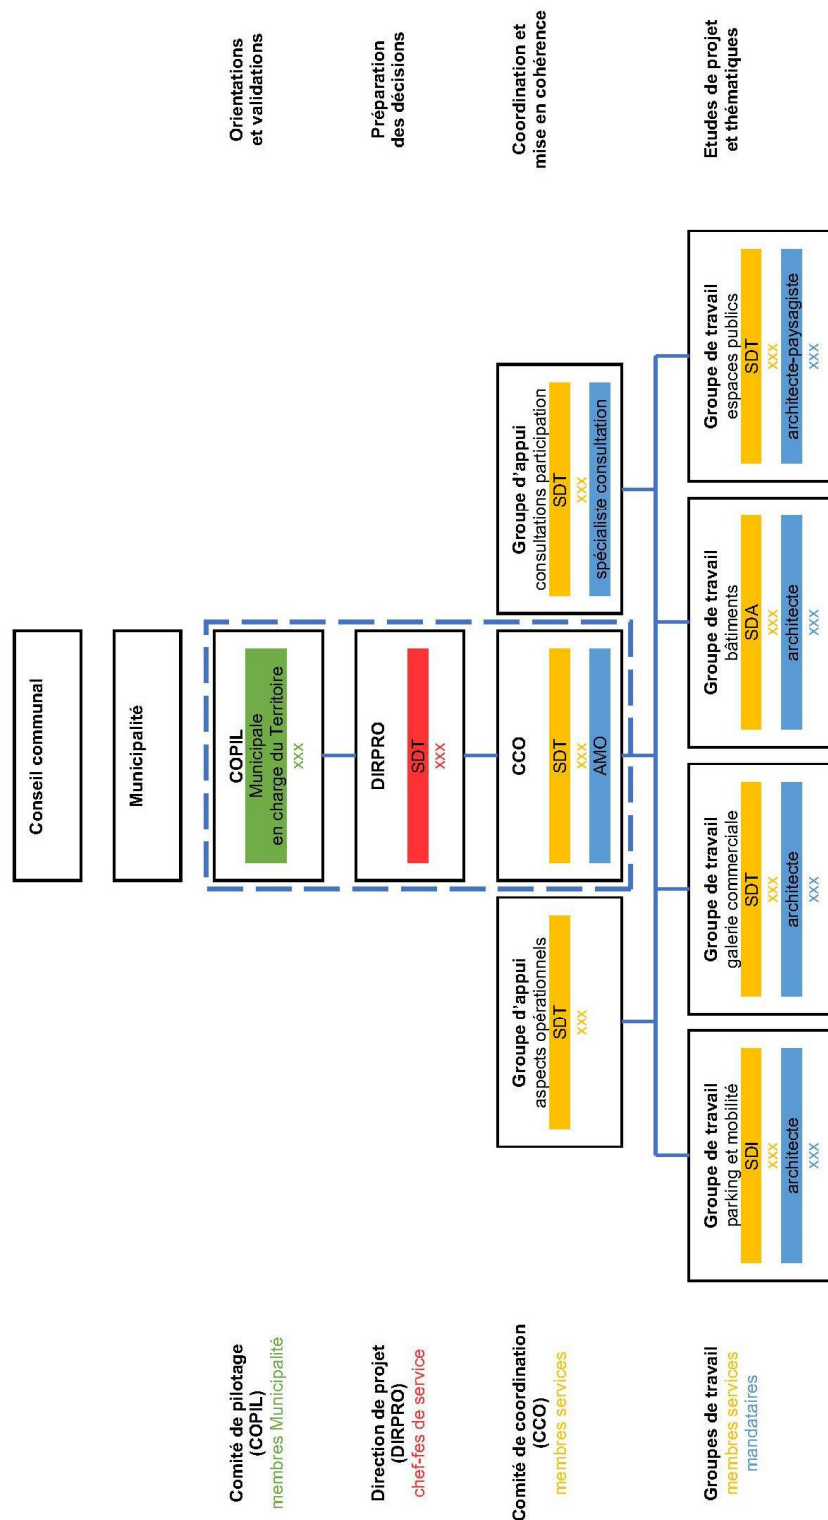 Conseil communal
Municipalité
Comité de pilotage
(COPIL)
membres Municipalité
COPIL
Municipale
en charge du Territoire
xxx
Orientations
et validations
Direction de projet
(DIRPRO)
chef-fes de service
DIRPRO
SDT
xxx
Préparation
des décisions
Comité de coordination
(CCO)
membres services
Groupe d'appui
aspects opérationnels
SDT
xxx
CCO
SDT
xxx
AMO
Groupe d'appui
consultations participation
SDT
xxx
spécialiste consultation
Coordination et
mise en cohérence
Groupes de travail
membres services
mandataires
Groupe de travail
parking et mobilité
SDI
xxx
architecte
xxx
Groupe de travail
galerie commerciale
SDT
xxx
architecte
xxx
Groupe de travail
bâtiments
SDA
xxx
architecte
xxx
Groupe de travail
espaces publics
SDT
xxx
architecte-paysagiste
xxx
Etudes de projet
et thématiques